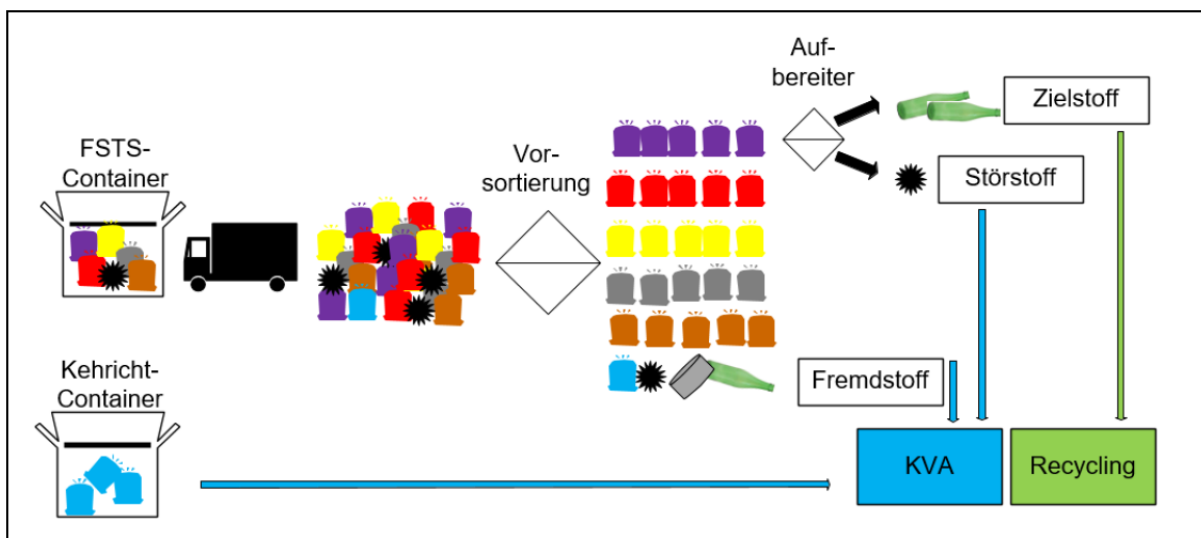 FSTS-
Container
Vor-
sortierung
Auf-
bereiter
Zielstoff
Störstoff
Fremdstoff
Kehricht-
Container
KVA
Recycling